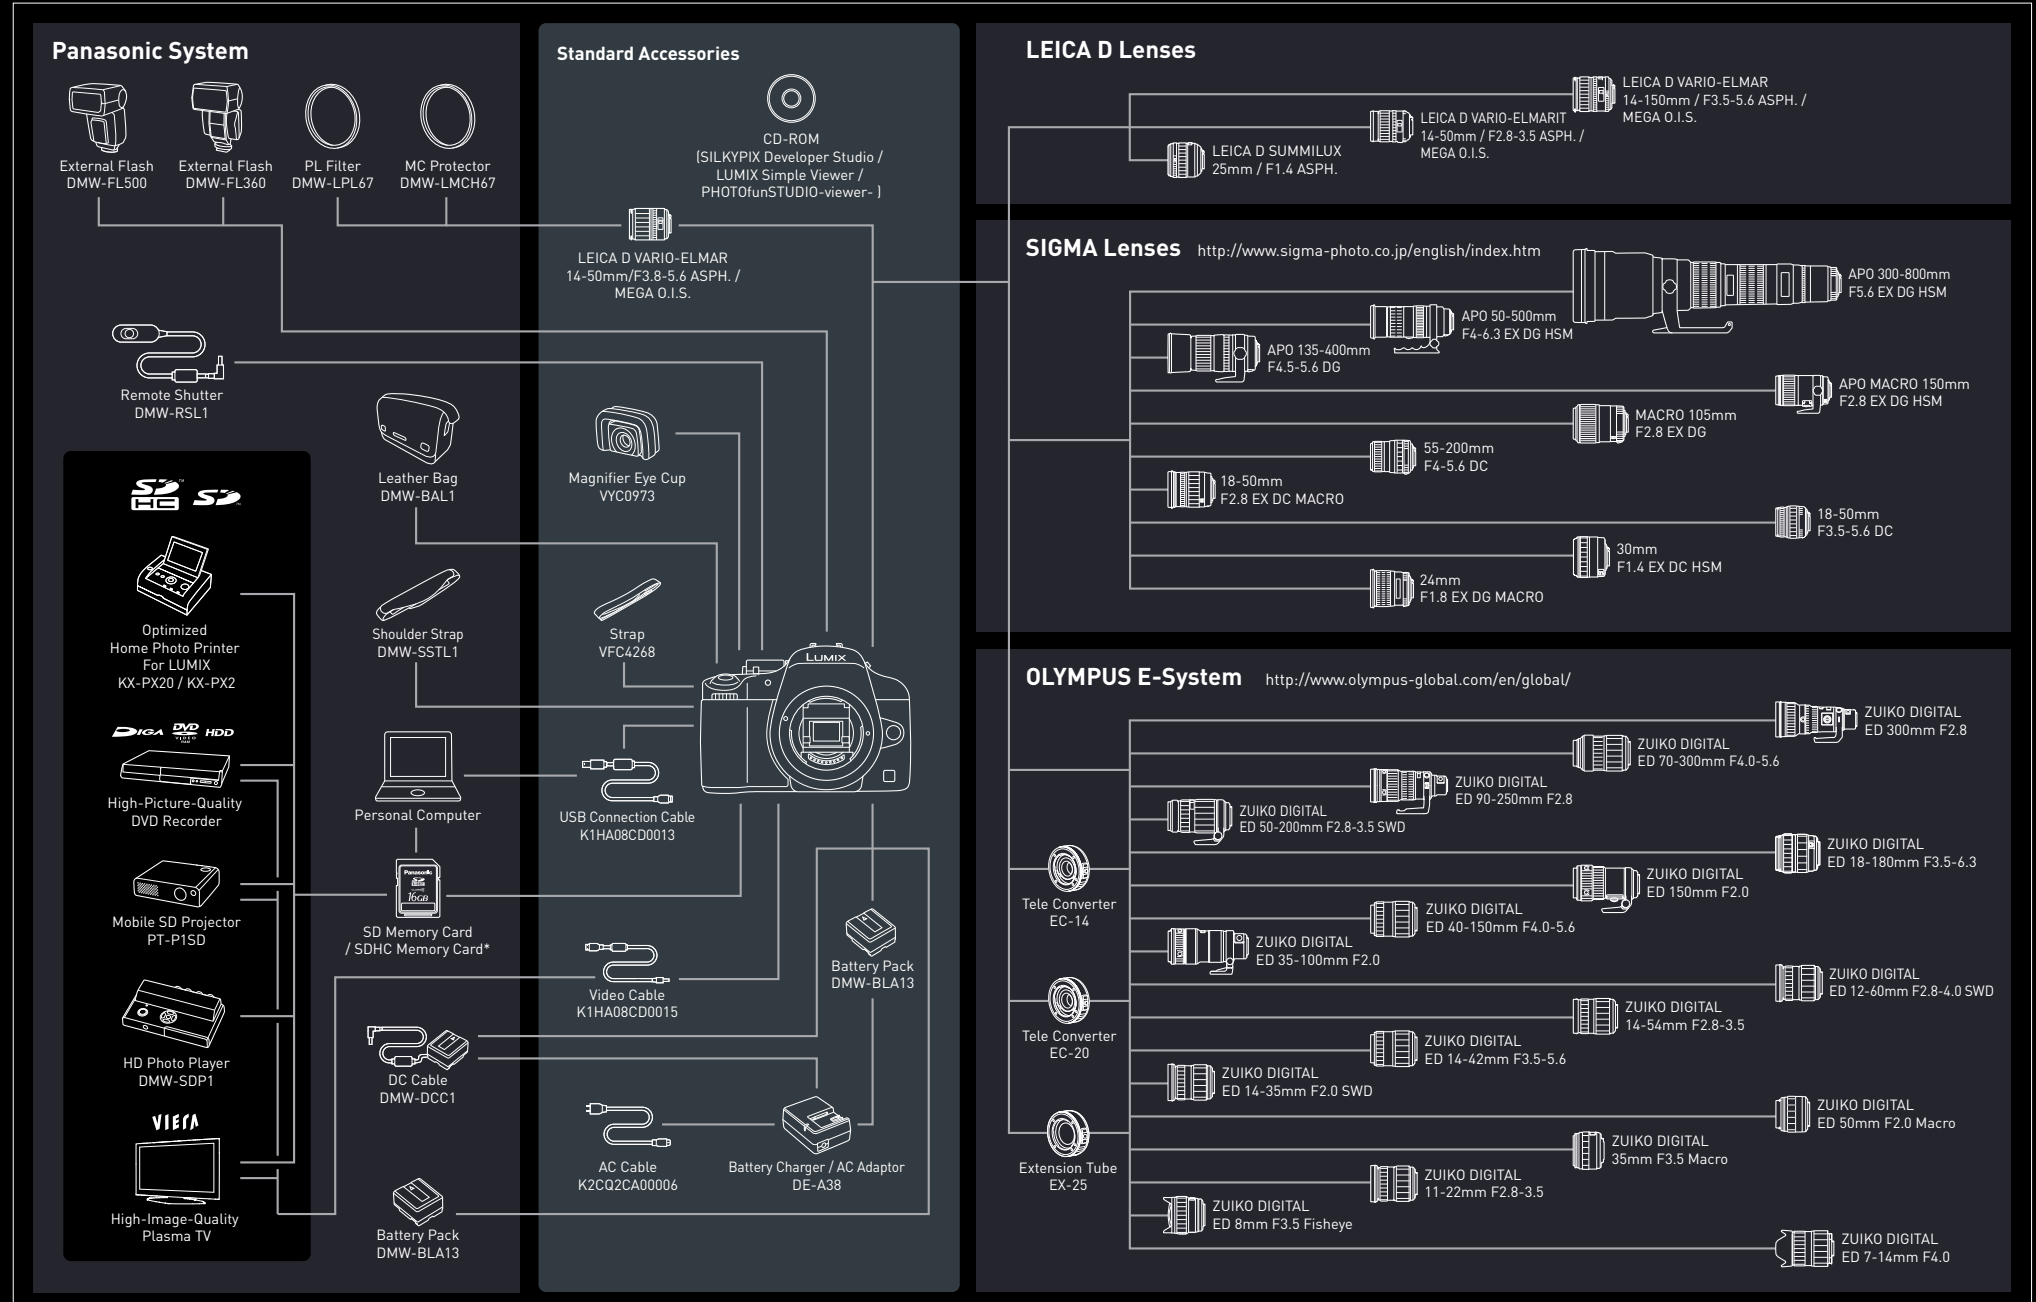 Panasonic System
External Flash
DMW-FL500
External Flash
DMW-FL360
PL Filter
DMW-LPL67
MC Protector
DMW-LMCH67
Remote Shutter
DMW-RSL1
Leather Bag
DMW-BAL1
Shoulder Strap
DMW-SSTL1
Personal Computer
Panasonic
16GB
SD Memory Card
/ SDHC Memory Card*
DC Cable
DMW-DCC1
Battery Pack
DMW-BLA13
SD HC SD
Optimized
Home Photo Printer
For LUMIX
KX-PX20 / KX-PX2
DIGA DVD VIDEO HDD
High-Picture-Quality
DVD Recorder
Mobile SD Projector
PT-P1SD
HD Photo Player
DMW-SDP1
VIERA
High-Image-Quality
Plasma TV
Standard Accessories
CD-ROM
(SILKYPIX Developer Studio /
LUMIX Simple Viewer /
PHOTOfunSTUDIO-viewer- )
LEICA D VARIO-ELMAR
14-50mm/F3.8-5.6 ASPH. /
MEGA O.I.S.
Magnifier Eye Cup
VYC0973
Strap
VFC4268
LUMIX
USB Connection Cable
K1HA08CD0013
Video Cable
K1HA08CD0015
Battery Pack
DMW-BLA13
AC Cable
K2CQ2CA00006
Battery Charger / AC Adaptor
DE-A38
LEICA D Lenses
LEICA D VARIO-ELMAR
14-150mm / F3.5-5.6 ASPH. /
MEGA O.I.S.
LEICA D VARIO-ELMARIT
14-50mm / F2.8-3.5 ASPH. /
MEGA O.I.S.
LEICA D SUMMILUX
25mm / F1.4 ASPH.
SIGMA Lenses http://www.sigma-photo.co.jp/english/index.htm
APO 300-800mm
F5.6 EX DG HSM
APO 50-500mm
F4-6.3 EX DG HSM
APO 135-400mm
F4.5-5.6 DG
APO MACRO 150mm
F2.8 EX DG HSM
MACRO 105mm
F2.8 EX DG
55-200mm
F4-5.6 DC
18-50mm
F2.8 EX DC MACRO
18-50mm
F3.5-5.6 DC
30mm
F1.4 EX DC HSM
24mm
F1.8 EX DG MACRO
OLYMPUS E-System http://www.olympus-global.com/en/global/
ZUIKO DIGITAL
ED 300mm F2.8
ZUIKO DIGITAL
ED 70-300mm F4.0-5.6
ZUIKO DIGITAL
ED 90-250mm F2.8
ZUIKO DIGITAL
ED 50-200mm F2.8-3.5 SWD
ZUIKO DIGITAL
ED 18-180mm F3.5-6.3
Tele Converter
EC-14
ZUIKO DIGITAL
ED 150mm F2.0
ZUIKO DIGITAL
ED 40-150mm F4.0-5.6
ZUIKO DIGITAL
ED 35-100mm F2.0
ZUIKO DIGITAL
ED 12-60mm F2.8-4.0 SWD
Tele Converter
EC-20
ZUIKO DIGITAL
14-54mm F2.8-3.5
ZUIKO DIGITAL
ED 14-42mm F3.5-5.6
ZUIKO DIGITAL
ED 14-35mm F2.0 SWD
ZUIKO DIGITAL
ED 50mm F2.0 Macro
Extension Tube
EX-25
ZUIKO DIGITAL
35mm F3.5 Macro
ZUIKO DIGITAL
11-22mm F2.8-3.5
ZUIKO DIGITAL
ED 8mm F3.5 Fisheye
ZUIKO DIGITAL
ED 7-14mm F4.0